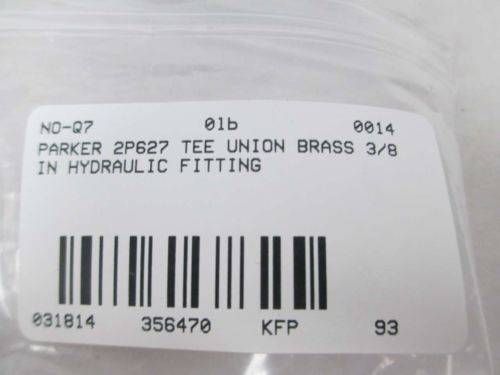 NO-Q7 01b 0014
PARKER 2P627 TEE UNION BRASS 3/8
IN HYDRAULIC FITTING
031814 356470 KFP 93